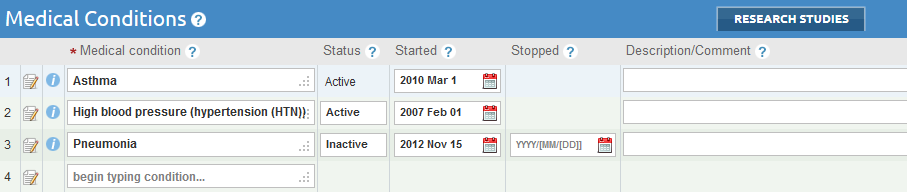 Medical Conditions ?
RESEARCH STUDIES
* Medical condition ? Status ? Started ? Stopped ? Description/Comment ?
1 i Asthma Active 2010 Mar 1
2 i High blood pressure (hypertension (HTN)) Active 2007 Feb 01
3 i Pneumonia Inactive 2012 Nov 15 YYYY/[MM/[DD]]
4 begin typing condition...